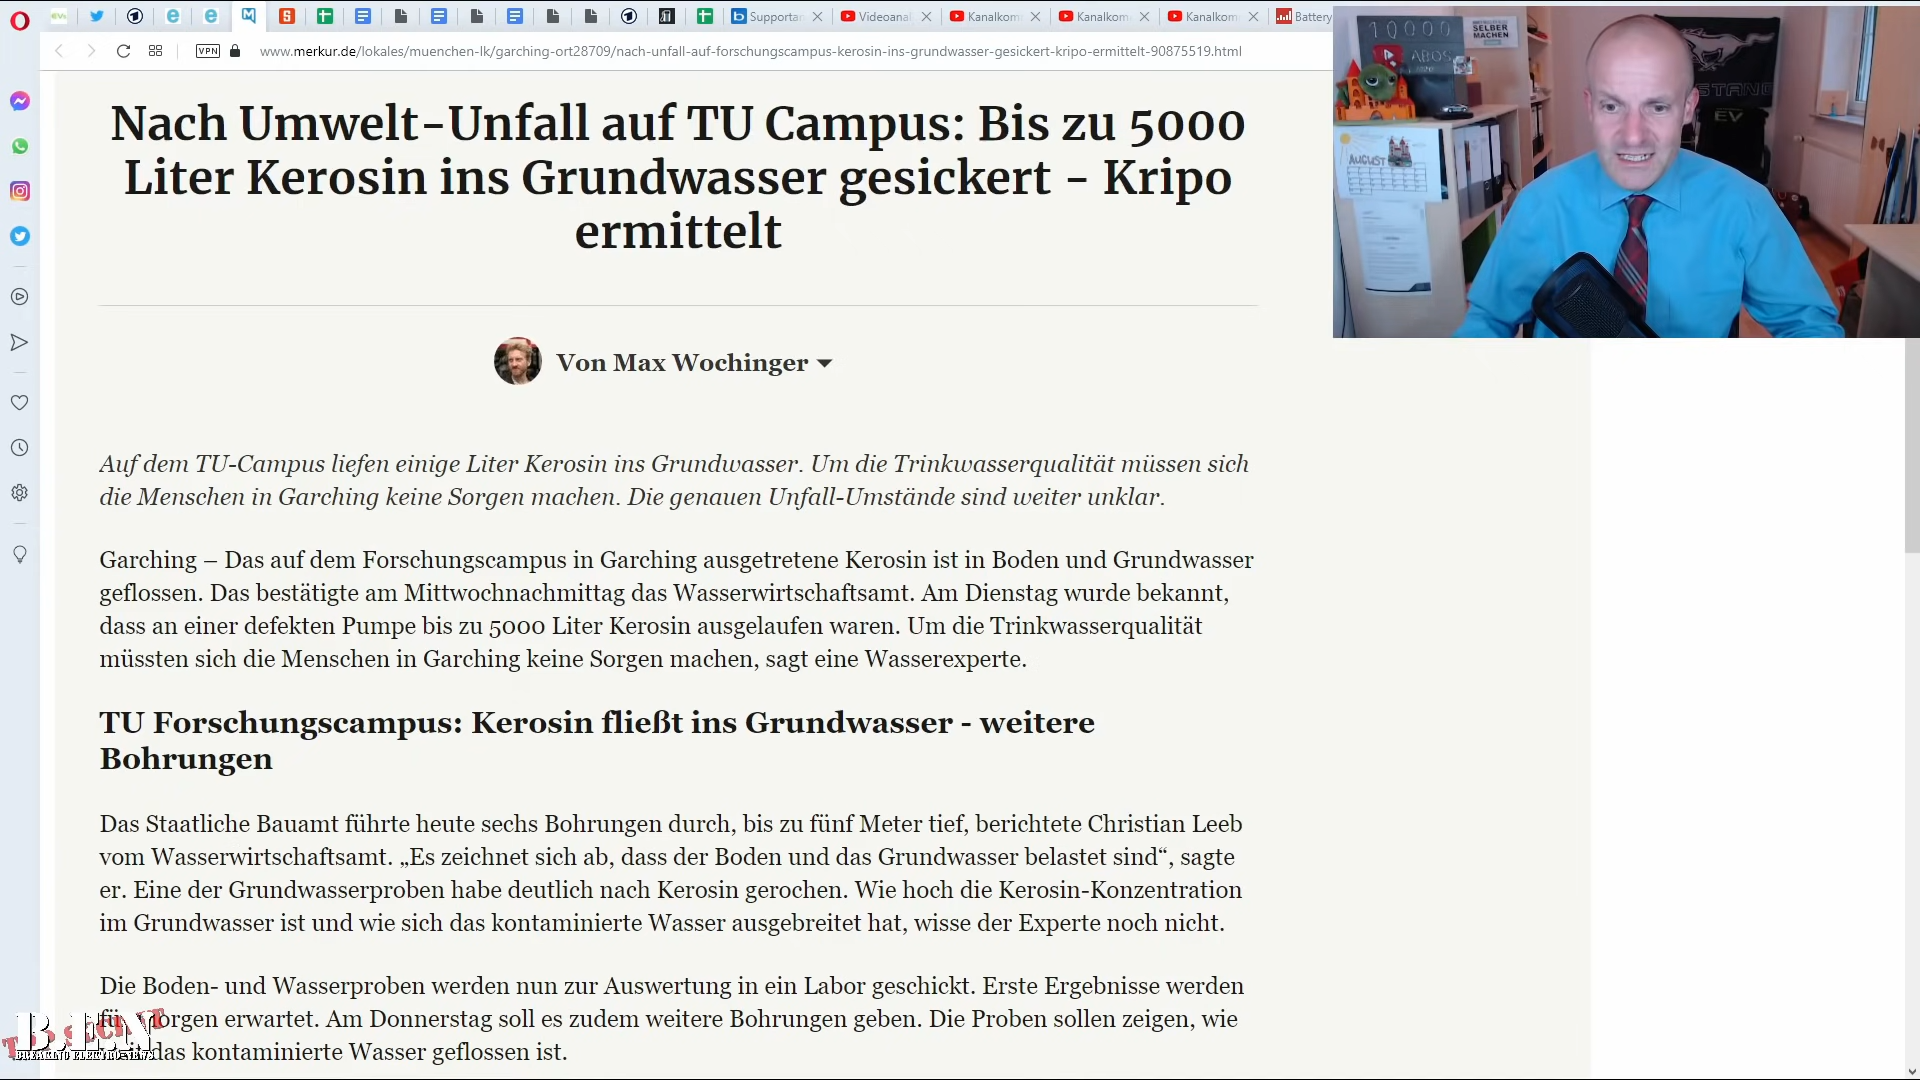 Supportan
Videoanal
Kanalkom
Kanalkom
Kanalkom
Battery
VPN
www.merkur.de/lokales/muenchen-lk/garching-ort28709/nach-unfall-auf-forschungscampus-kerosin-ins-grundwasser-gesickert-kripo-ermittelt-90875519.html
10000
ABOS
SELBER
MACHEN
AUGUST
STAND
EV
Nach Umwelt-Unfall auf TU Campus: Bis zu 5000
Liter Kerosin ins Grundwasser gesickert - Kripo
ermittelt
Von Max Wochinger
Auf dem TU-Campus liefen einige Liter Kerosin ins Grundwasser. Um die Trinkwasserqualität müssen sich
die Menschen in Garching keine Sorgen machen. Die genauen Unfall-Umstände sind weiter unklar.
Garching – Das auf dem Forschungscampus in Garching ausgetretene Kerosin ist in Boden und Grundwasser
geflossen. Das bestätigte am Mittwochnachmittag das Wasserwirtschaftsamt. Am Dienstag wurde bekannt,
dass an einer defekten Pumpe bis zu 5000 Liter Kerosin ausgelaufen waren. Um die Trinkwasserqualität
müssten sich die Menschen in Garching keine Sorgen machen, sagt eine Wasserexperte.
TU Forschungscampus: Kerosin fließt ins Grundwasser - weitere
Bohrungen
Das Staatliche Bauamt führte heute sechs Bohrungen durch, bis zu fünf Meter tief, berichtete Christian Leeb
vom Wasserwirtschaftsamt. „Es zeichnet sich ab, dass der Boden und das Grundwasser belastet sind“, sagte
er. Eine der Grundwasserproben habe deutlich nach Kerosin gerochen. Wie hoch die Kerosin-Konzentration
im Grundwasser ist und wie sich das kontaminierte Wasser ausgebreitet hat, wisse der Experte noch nicht.
Die Boden- und Wasserproben werden nun zur Auswertung in ein Labor geschickt. Erste Ergebnisse werden
orgen erwartet. Am Donnerstag soll es zudem weitere Bohrungen geben. Die Proben sollen zeigen, wie
das kontaminierte Wasser geflossen ist.
BREAKING ELEKTRO-NEWS